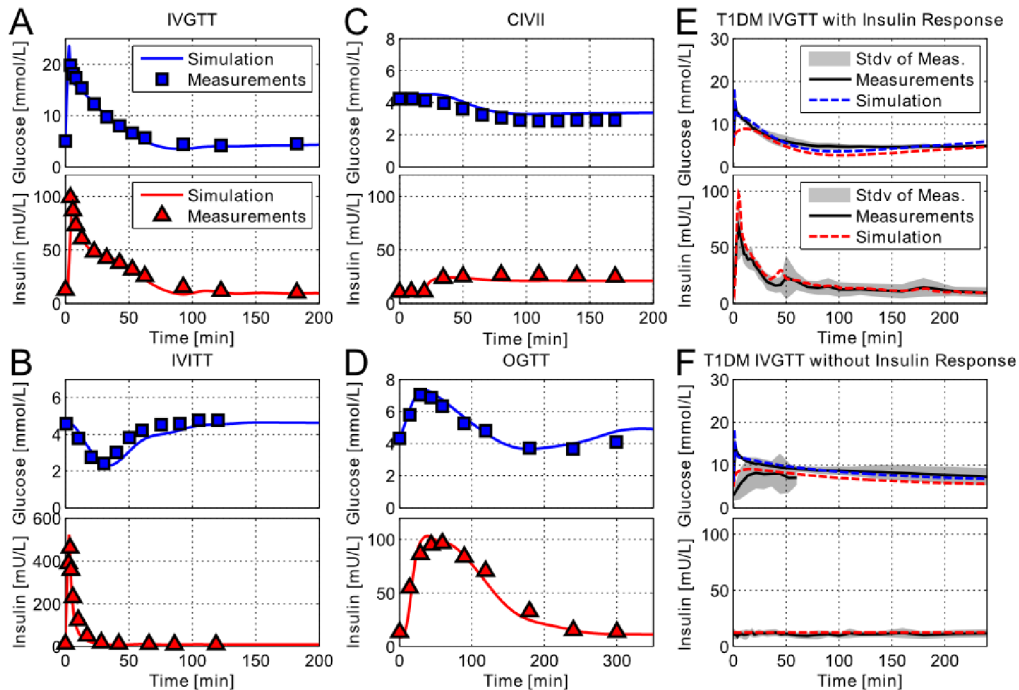 A
IVGTT
Glucose [mmol/L]
20
10
0
Simulation
Measurements
Insulin [mU/L]
100
50
0
Simulation
Measurements
0 50 100 150 200
Time [min]
B
IVITT
Glucose [mmol/L]
6
4
2
0
Insulin [mU/L]
600
400
200
0
0 50 100 150 200
Time [min]
C
CIVII
Glucose [mmol/L]
8
6
4
2
0
Insulin [mU/L]
100
50
0
0 50 100 150 200
Time [min]
D
OGTT
Glucose [mmol/L]
8
6
4
2
0
Insulin [mU/L]
100
50
0
0 100 200 300
Time [min]
E
T1DM IVGTT with Insulin Response
Glucose [mmol/L]
30
20
10
0
Stdv of Meas.
Measurements
Simulation
Insulin [mU/L]
100
50
0
Stdv of Meas.
Measurements
Simulation
0 50 100 150 200
Time [min]
F
T1DM IVGTT without Insulin Response
Glucose [mmol/L]
30
20
10
0
Insulin [mU/L]
100
50
0
0 50 100 150 200
Time [min]